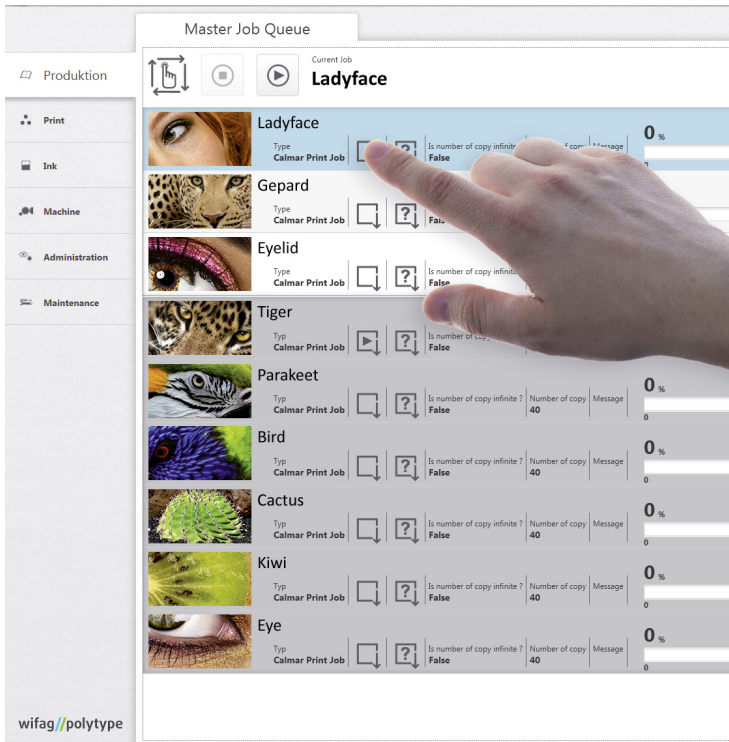 Master Job Queue
Produktion
Print
Ink
Machine
Administration
Maintenance
wifag//polytype
Current Job
Ladyface
Ladyface
Type
Calmar Print Job
?
Is number of copy infinite
False
of copy
Message
0 %
0
Gepard
Type
Calmar Print Job
?
Eyelid
Type
Calmar Print Job
?
Is number of copy infinite
False
Tiger
Typ
Calmar Print Job
?
Is number of copy
False
Parakeet
Typ
Calmar Print Job
?
Is number of copy infinite ?
False
Number of copy
40
Message
0 %
0
Bird
Typ
Calmar Print Job
?
Is number of copy infinite ?
False
Number of copy
40
Message
0 %
0
Cactus
Typ
Calmar Print Job
?
Is number of copy infinite ?
False
Number of copy
40
Message
0 %
0
Kiwi
Typ
Calmar Print Job
?
Is number of copy infinite ?
False
Number of copy
40
Message
0 %
0
Eye
Typ
Calmar Print Job
?
Is number of copy infinite ?
False
Number of copy
40
Message
0 %
0